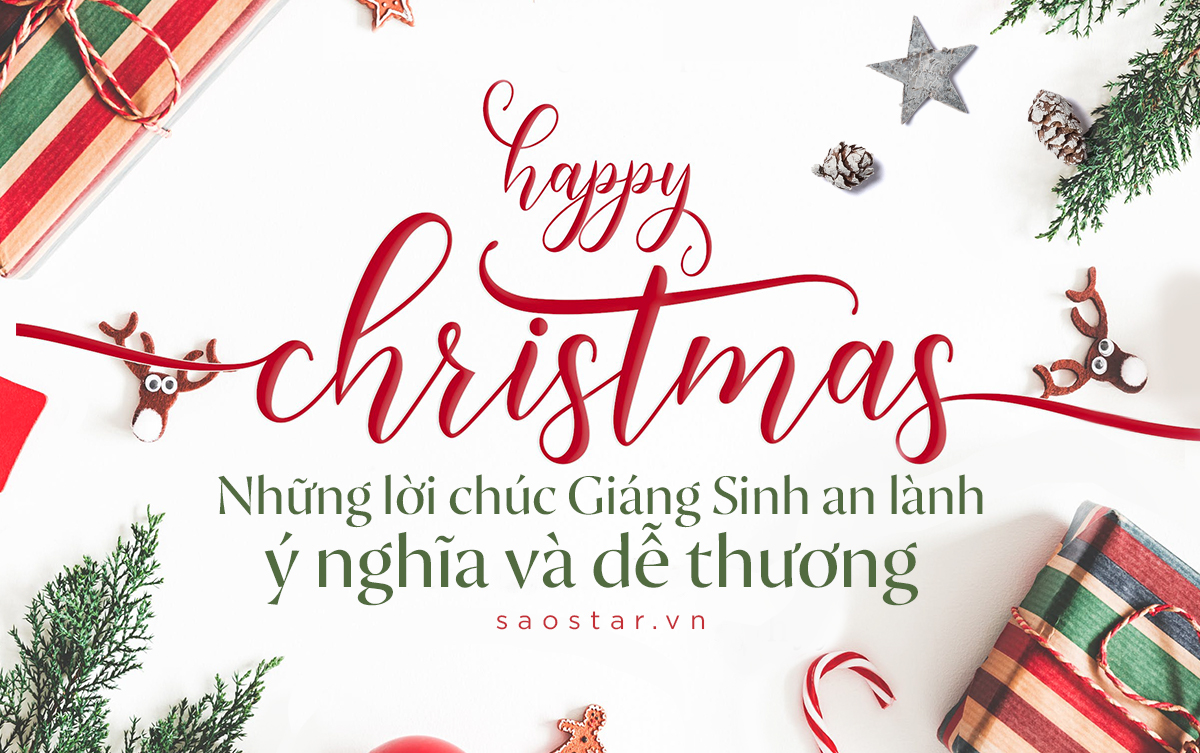 happy
christmas
Những lời chúc Giáng Sinh an lành
ý nghĩa và dễ thương
saostar.vn